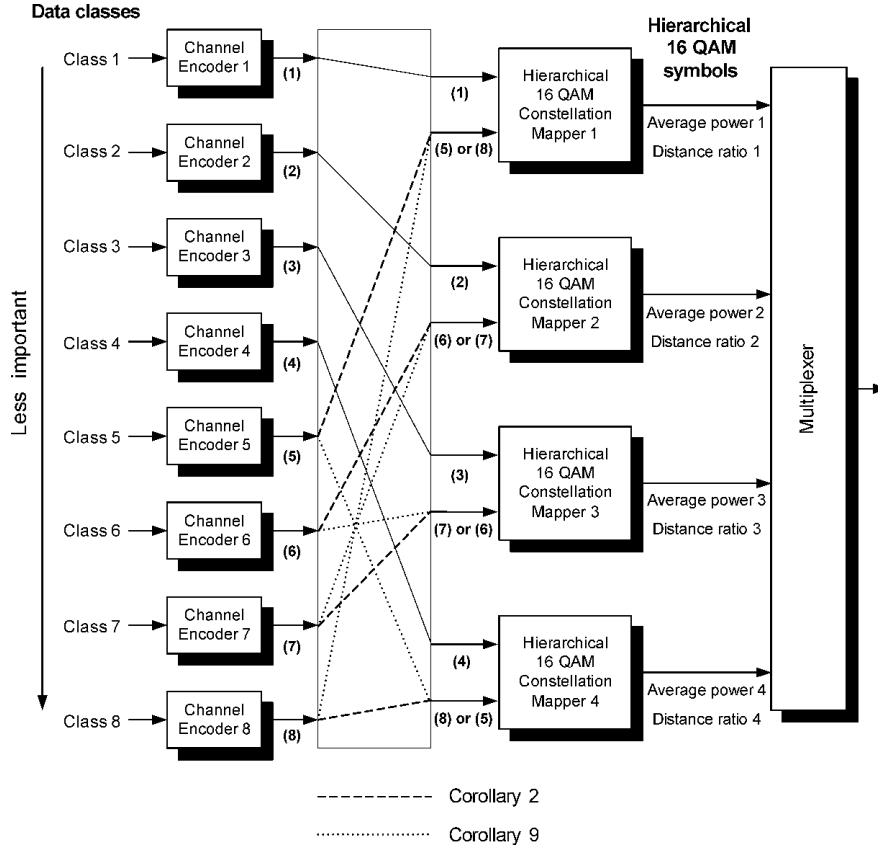 Data classes
Hierarchical
16 QAM
symbols
Class 1
Channel
Encoder 1
(1)
(1)
(5) or (8)
Hierarchical
16 QAM
Constellation
Mapper 1
Average power 1
Distance ratio 1
Class 2
Channel
Encoder 2
(2)
(2)
(6) or (7)
Hierarchical
16 QAM
Constellation
Mapper 2
Average power 2
Distance ratio 2
Class 3
Channel
Encoder 3
(3)
(3)
(7) or (6)
Hierarchical
16 QAM
Constellation
Mapper 3
Average power 3
Distance ratio 3
Class 4
Channel
Encoder 4
(4)
(4)
(8) or (5)
Hierarchical
16 QAM
Constellation
Mapper 4
Average power 4
Distance ratio 4
Class 5
Channel
Encoder 5
(5)
Class 6
Channel
Encoder 6
(6)
Class 7
Channel
Encoder 7
(7)
Class 8
Channel
Encoder 8
(8)
Less important
Multiplexer
Corollary 2
Corollary 9